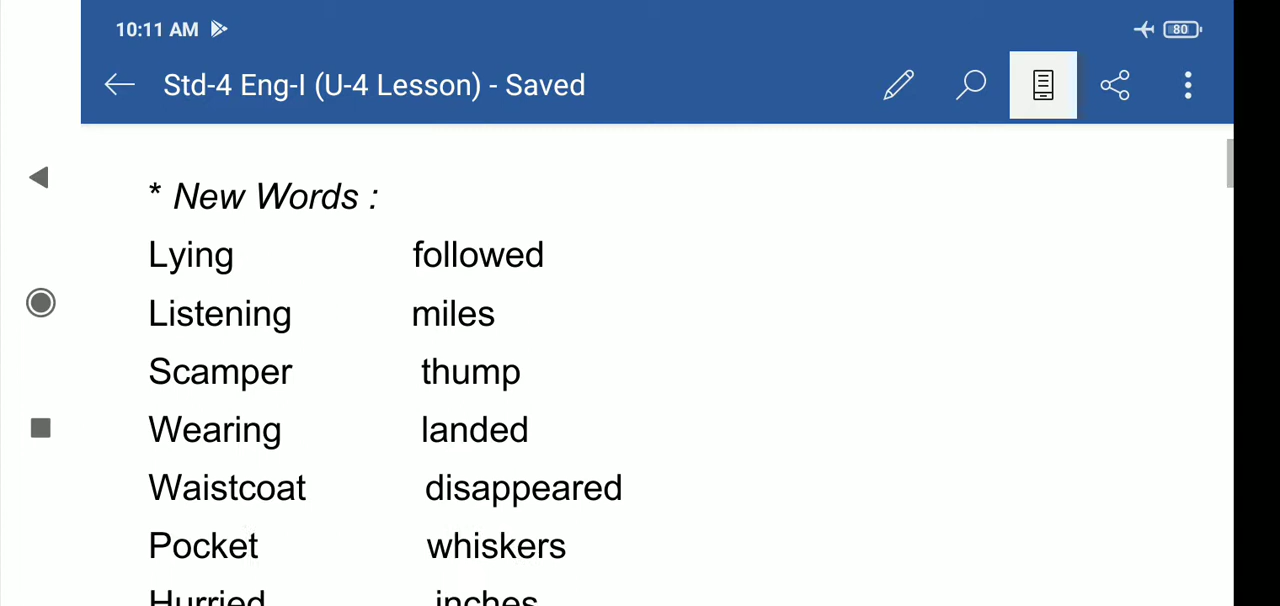 10:11 AM 80
Std-4 Eng-I (U-4 Lesson) - Saved
* New Words :
Lying followed
Listening miles
Scamper thump
Wearing landed
Waistcoat disappeared
Pocket whiskers
Hurried inches